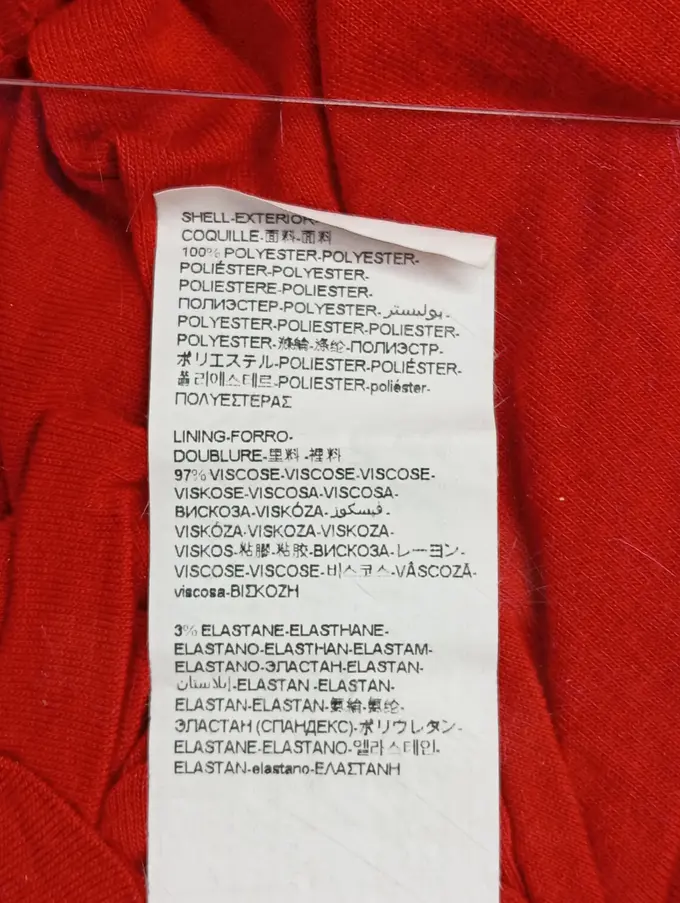 SHELL-EXTERIOR-
COQUILLE-面料-面料
100% POLYESTER-POLYESTER-
POLIÉSTER-POLYESTER-
POLIESTERE-POLIESTER-
ПОЛИЭСТЕР-POLYESTER-بوليستر-
POLYESTER-POLIESTER-POLIESTER-
POLYESTER-滌綸-涤纶-ПОЛИЭСТР-
ポリエステル-POLIESTER-POLIÉSTER-
폴리에스테르-POLIESTER-poliéster-
ΠΟΛΥΕΣΤΕΡΑΣ
LINING-FORRO-
DOUBLURE-里料-裡料
97% VISCOSE-VISCOSE-VISCOSE-
VISKOSE-VISCOSA-VISCOSA-
ВИСКОЗА-VISKÓZA-فيسكوز-
VISKÓZA-VISKOZA-VISKOZA-
VISKOS-粘膠-粘胶-ВИСКОЗА-レーヨン-
VISCOSE-VISCOSE-비스코스-VÂSCOZĂ-
viscosa-ΒΙΣΚΟΖΗ
3% ELASTANE-ELASTHANE-
ELASTANO-ELASTHAN-ELASTAM-
ELASTANO-ЭЛАСТАН-ELASTAN-
إيلاستان-ELASTAN -ELASTAN-
ELASTAN-ELASTAN-氨綸-氨纶-
ЭЛАСТАН (СПАНДЕКС)-ポリウレタン-
ELASTANE-ELASTANO-엘라스테인-
ELASTAN-elastano-ΕΛΑΣΤΑΝΗ